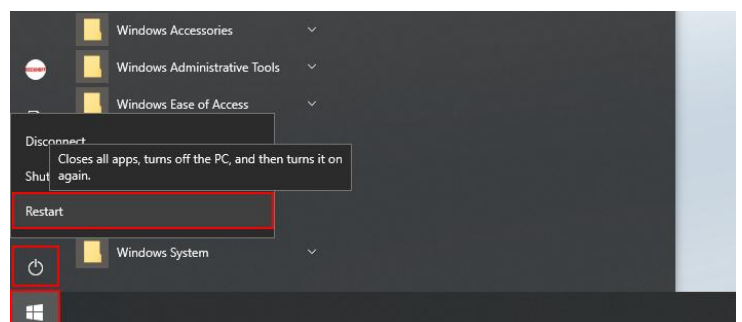 Windows Accessories
Windows Administrative Tools
Windows Ease of Access
Disconnect
Closes all apps, turns off the PC, and then turns it on
again.
Shut
Restart
Windows System